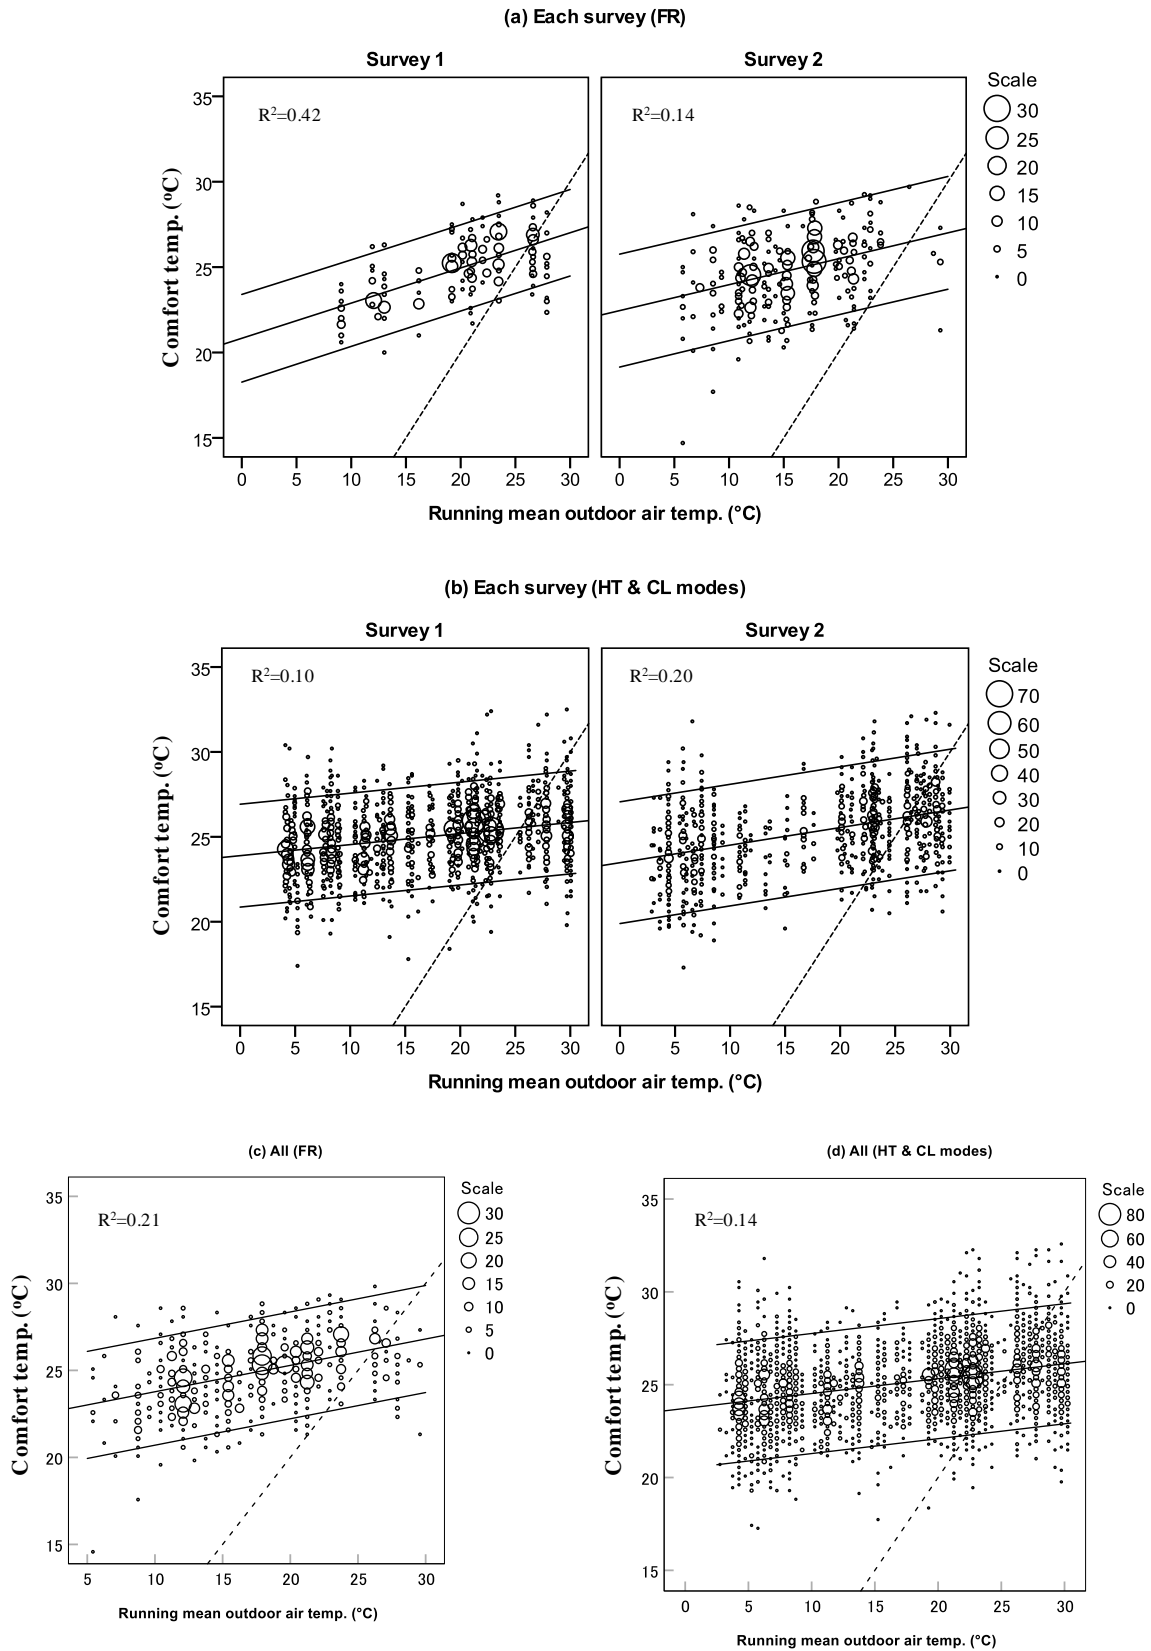 (a) Each survey (FR)
Survey 1 Survey 2
Scale
30
25
20
15
10
5
0
R²=0.42
R²=0.14
35
30
25
20
15
Comfort temp. (ºC)
0 5 10 15 20 25 30 0 5 10 15 20 25 30
Running mean outdoor air temp. (°C)
(b) Each survey (HT & CL modes)
Survey 1 Survey 2
Scale
70
60
50
40
30
20
10
0
R²=0.10
R²=0.20
35
30
25
20
15
Comfort temp. (ºC)
0 5 10 15 20 25 30 0 5 10 15 20 25 30
Running mean outdoor air temp. (°C)
(c) All (FR)
Scale
30
25
20
15
10
5
0
R²=0.21
35
30
25
20
15
Comfort temp. (ºC)
5 10 15 20 25 30
Running mean outdoor air temp. (°C)
(d) All (HT & CL modes)
Scale
80
60
40
20
0
R²=0.14
35
30
25
20
15
Comfort temp. (ºC)
0 5 10 15 20 25 30
Running mean outdoor air temp. (°C)